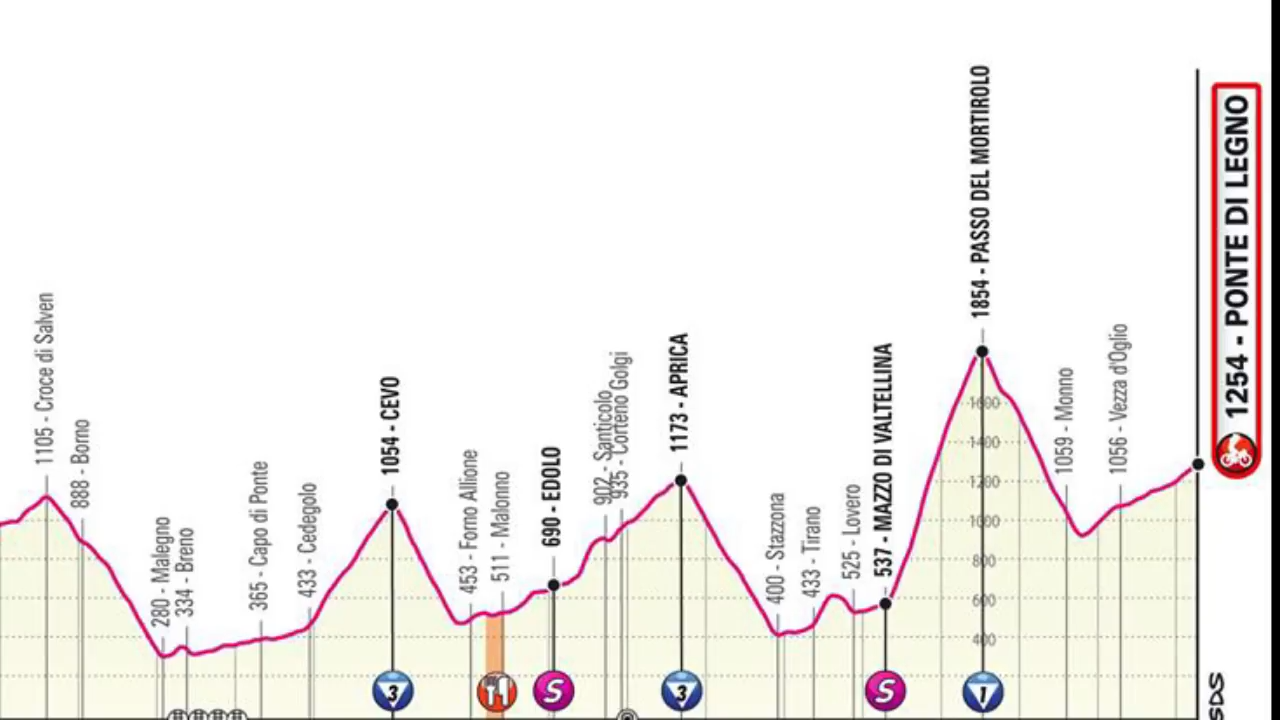 1105 - Croce di Salven
888 - Borno
280 - Malegno
334 - Breno
365 - Capo di Ponte
433 - Cedegolo
1054 - CEVO
453 - Forno Allione
511 - Malonno
690 - EDOLO
902 - Santicolo
935 - Corteno Golgi
1173 - APRICA
400 - Stazzona
433 - Tirano
525 - Lovero
537 - MAZZO DI VALTELLINA
1854 - PASSO DEL MORTIROLO
1059 - Monno
1056 - Vezza d'Oglio
1254 - PONTE DI LEGNO
1600
1400
1200
1000
800
600
400
3
S
3
S
1
SDS